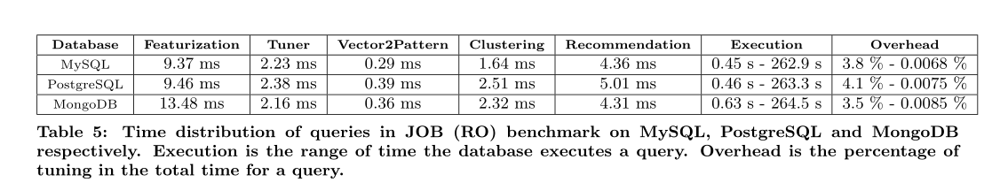 Database Featurization Tuner Vector2Pattern Clustering Recommendation Execution Overhead
MySQL 9.37 ms 2.23 ms 0.29 ms 1.64 ms 4.36 ms 0.45 s - 262.9 s 3.8 % - 0.0068 %
PostgreSQL 9.46 ms 2.38 ms 0.39 ms 2.51 ms 5.01 ms 0.46 s - 263.3 s 4.1 % - 0.0075 %
MongoDB 13.48 ms 2.16 ms 0.36 ms 2.32 ms 4.31 ms 0.63 s - 264.5 s 3.5 % - 0.0085 %
Table 5: Time distribution of queries in JOB (RO) benchmark on MySQL, PostgreSQL and MongoDB
respectively. Execution is the range of time the database executes a query. Overhead is the percentage of
tuning in the total time for a query.